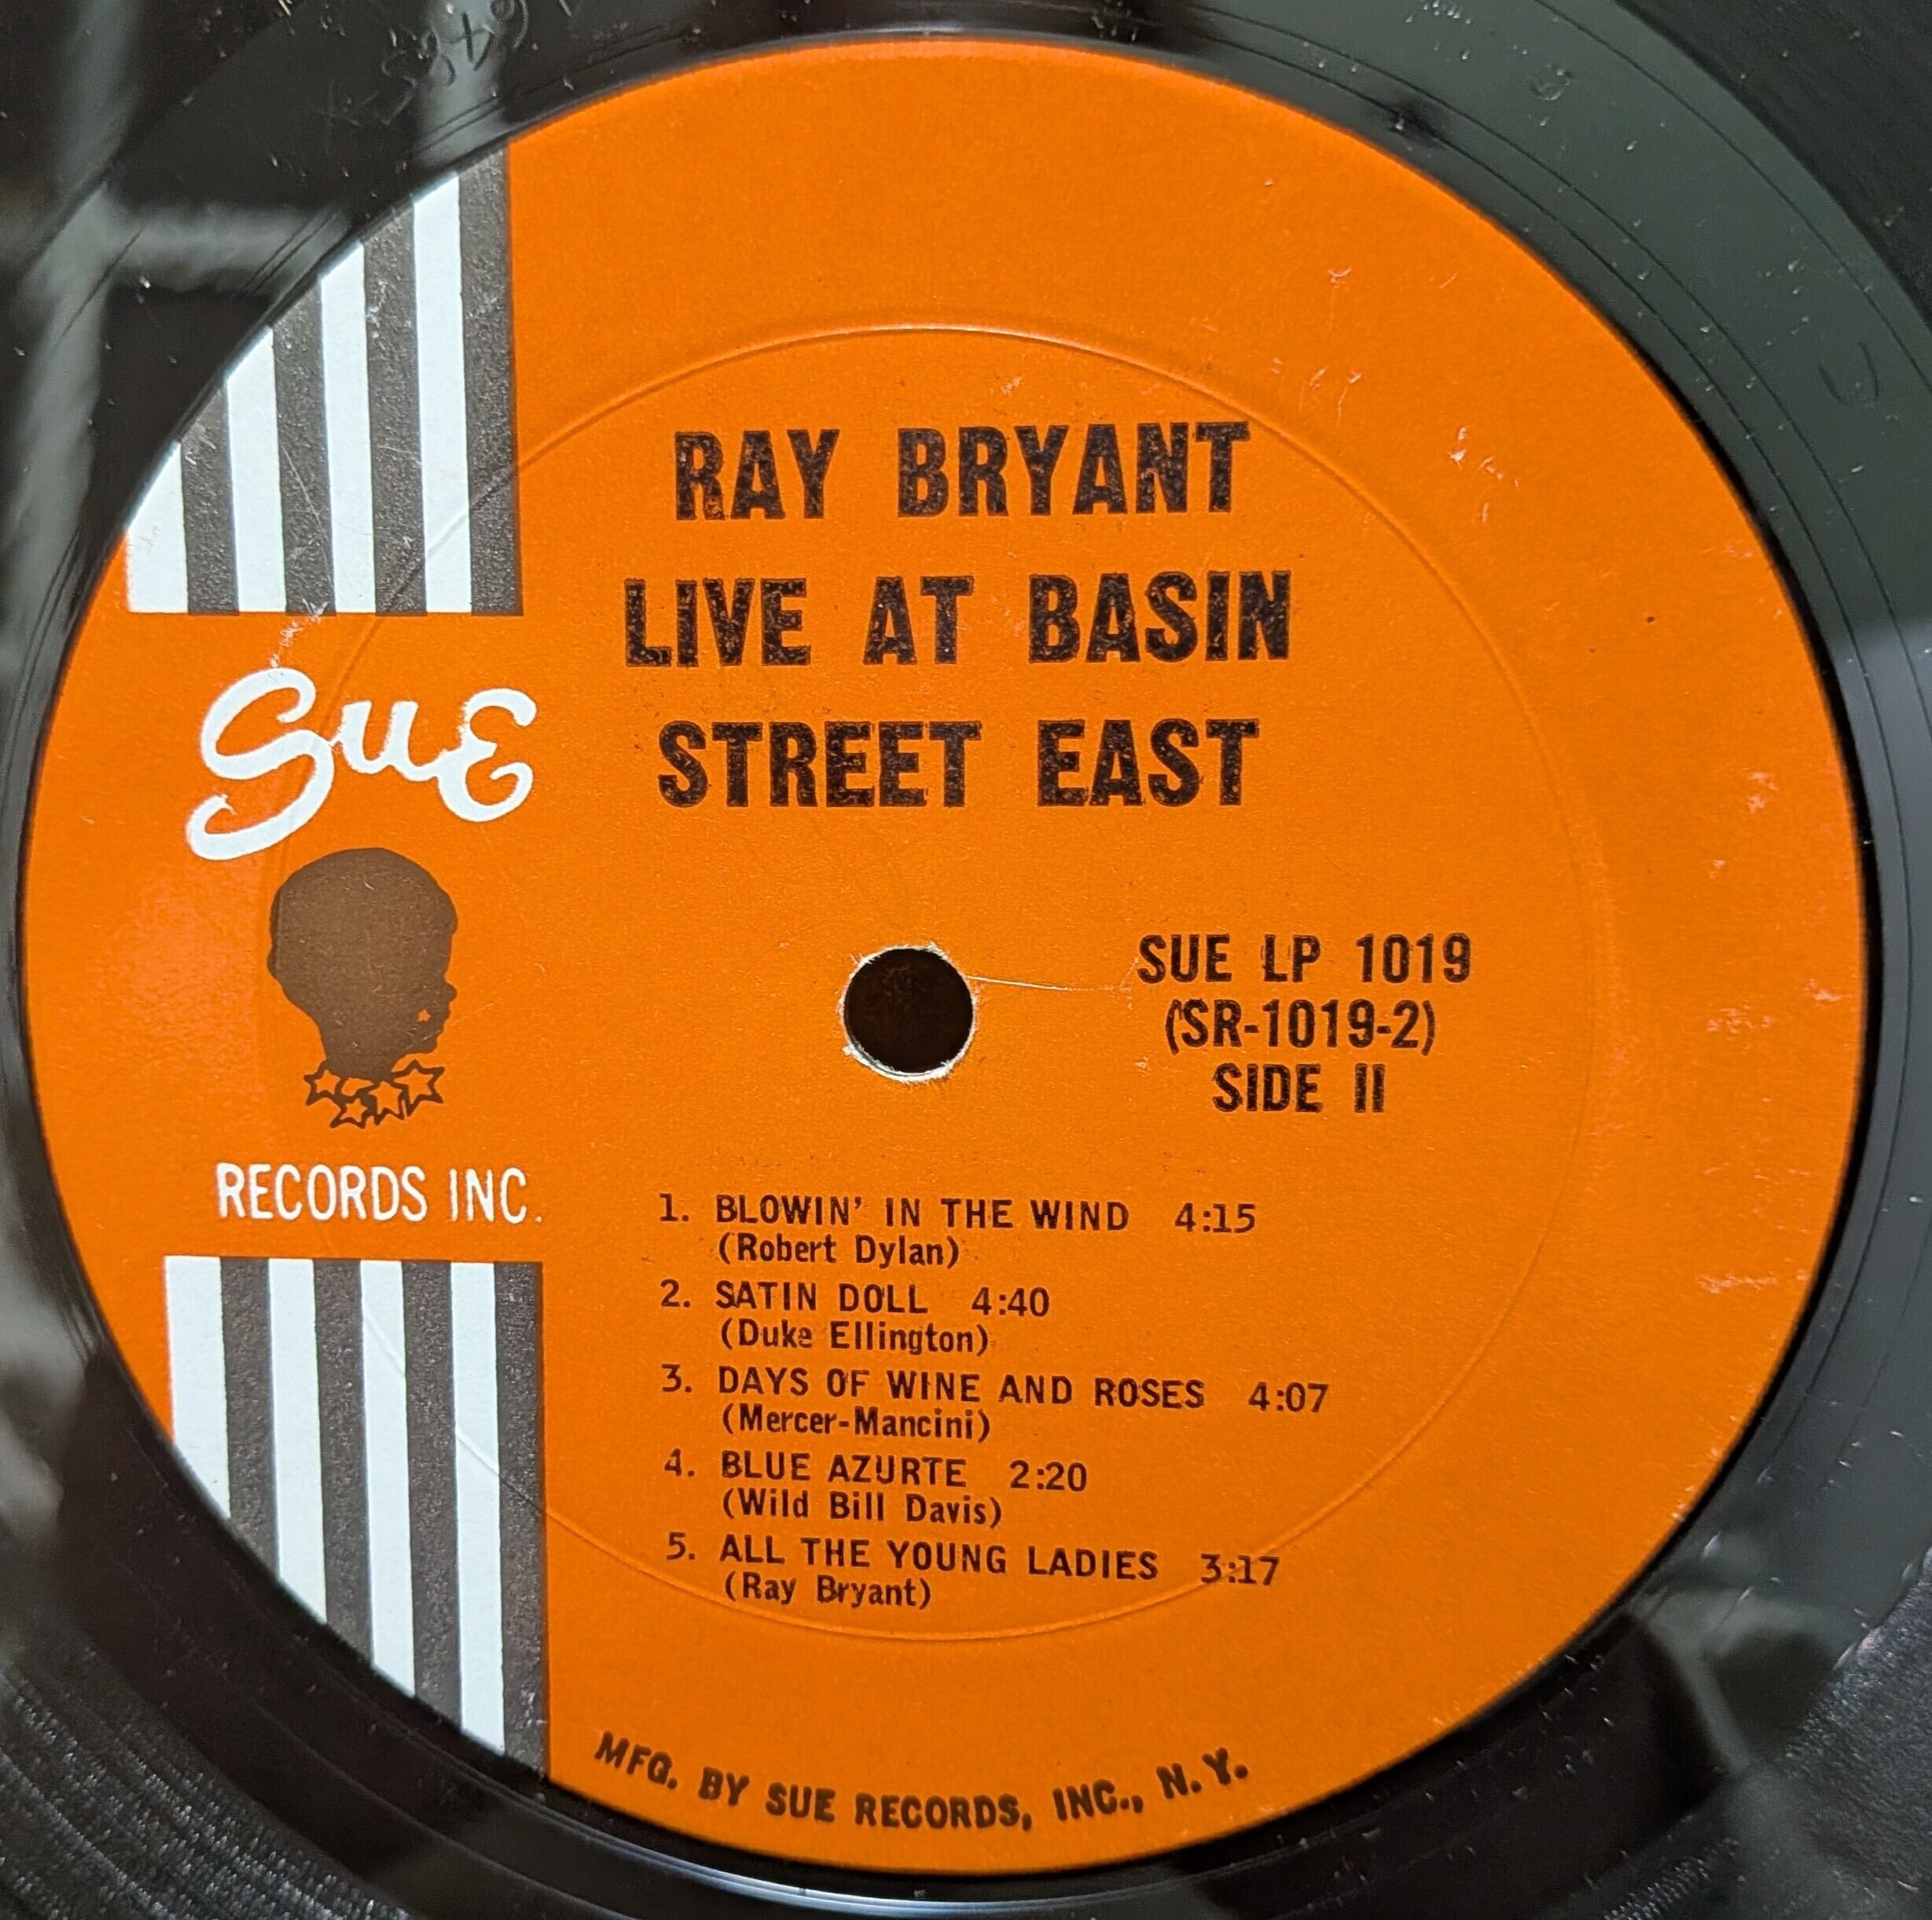 RAY BRYANT
LIVE AT BASIN
STREET EAST
SuE
RECORDS INC.
SUE LP 1019
(SR-1019-2)
SIDE II
1. BLOWIN' IN THE WIND 4:15
(Robert Dylan)
2. SATIN DOLL 4:40
(Duke Ellington)
3. DAYS OF WINE AND ROSES 4:07
(Mercer-Mancini)
4. BLUE AZURTE 2:20
(Wild Bill Davis)
5. ALL THE YOUNG LADIES 3:17
(Ray Bryant)
MFG. BY SUE RECORDS, INC., N.Y.